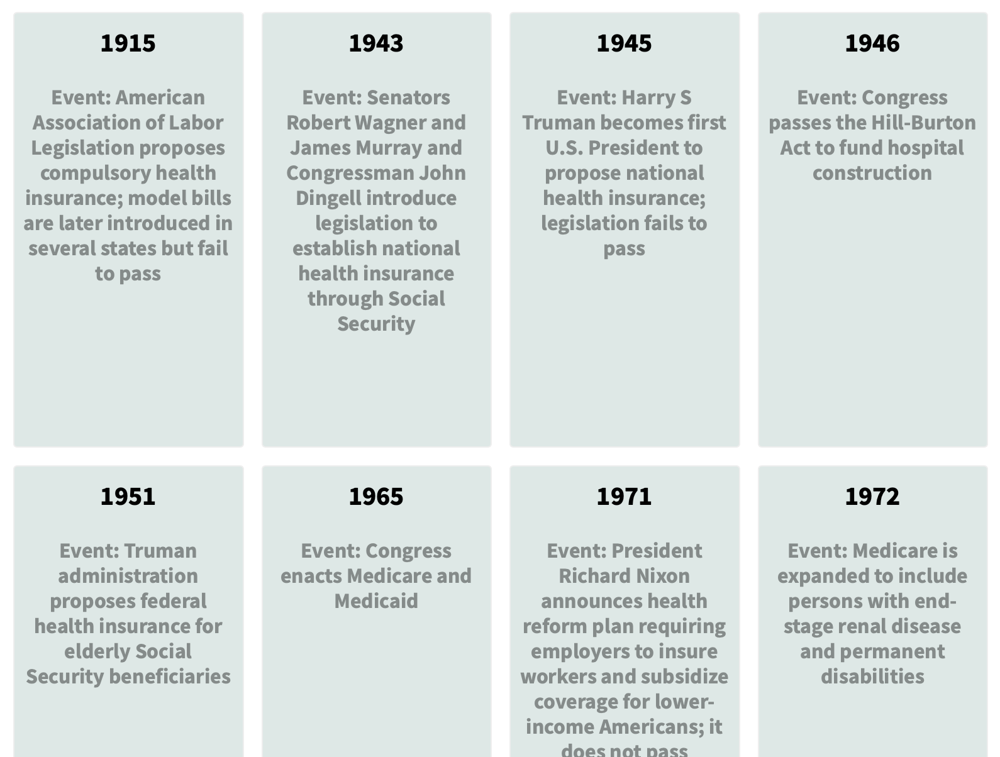 1915
Event: American
Association of Labor
Legislation proposes
compulsory health
insurance; model bills
are later introduced in
several states but fail
to pass
1943
Event: Senators
Robert Wagner and
James Murray and
Congressman John
Dingell introduce
legislation to
establish national
health insurance
through Social
Security
1945
Event: Harry S
Truman becomes first
U.S. President to
propose national
health insurance;
legislation fails to
pass
1946
Event: Congress
passes the Hill-Burton
Act to fund hospital
construction
1951
Event: Truman
administration
proposes federal
health insurance for
elderly Social
Security beneficiaries
1965
Event: Congress
enacts Medicare and
Medicaid
1971
Event: President
Richard Nixon
announces health
reform plan requiring
employers to insure
workers and subsidize
coverage for lower-
income Americans; it
does not pass
1972
Event: Medicare is
expanded to include
persons with end-
stage renal disease
and permanent
disabilities